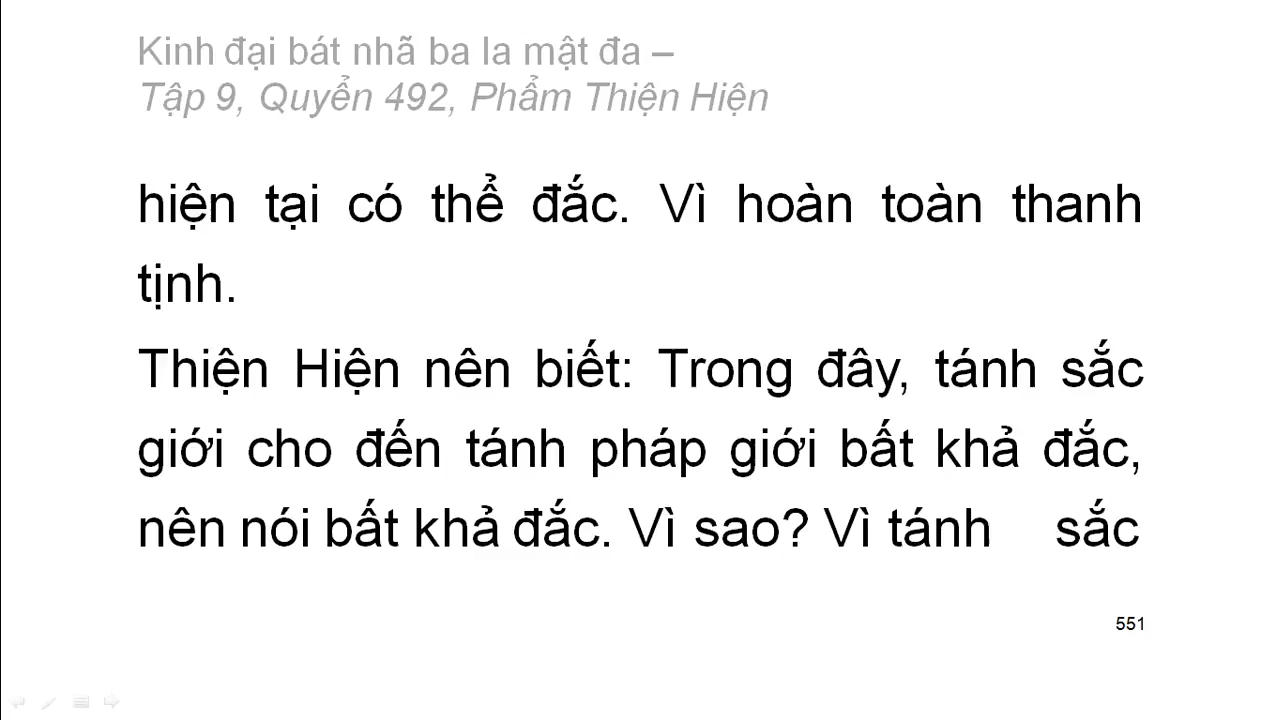 Kinh đại bát nhã ba la mật đa –
Tập 9, Quyển 492, Phẩm Thiện Hiện
hiện tại có thể đắc. Vì hoàn toàn thanh
tịnh.
Thiện Hiện nên biết: Trong đây, tánh sắc
giới cho đến tánh pháp giới bất khả đắc,
nên nói bất khả đắc. Vì sao? Vì tánh sắc
551